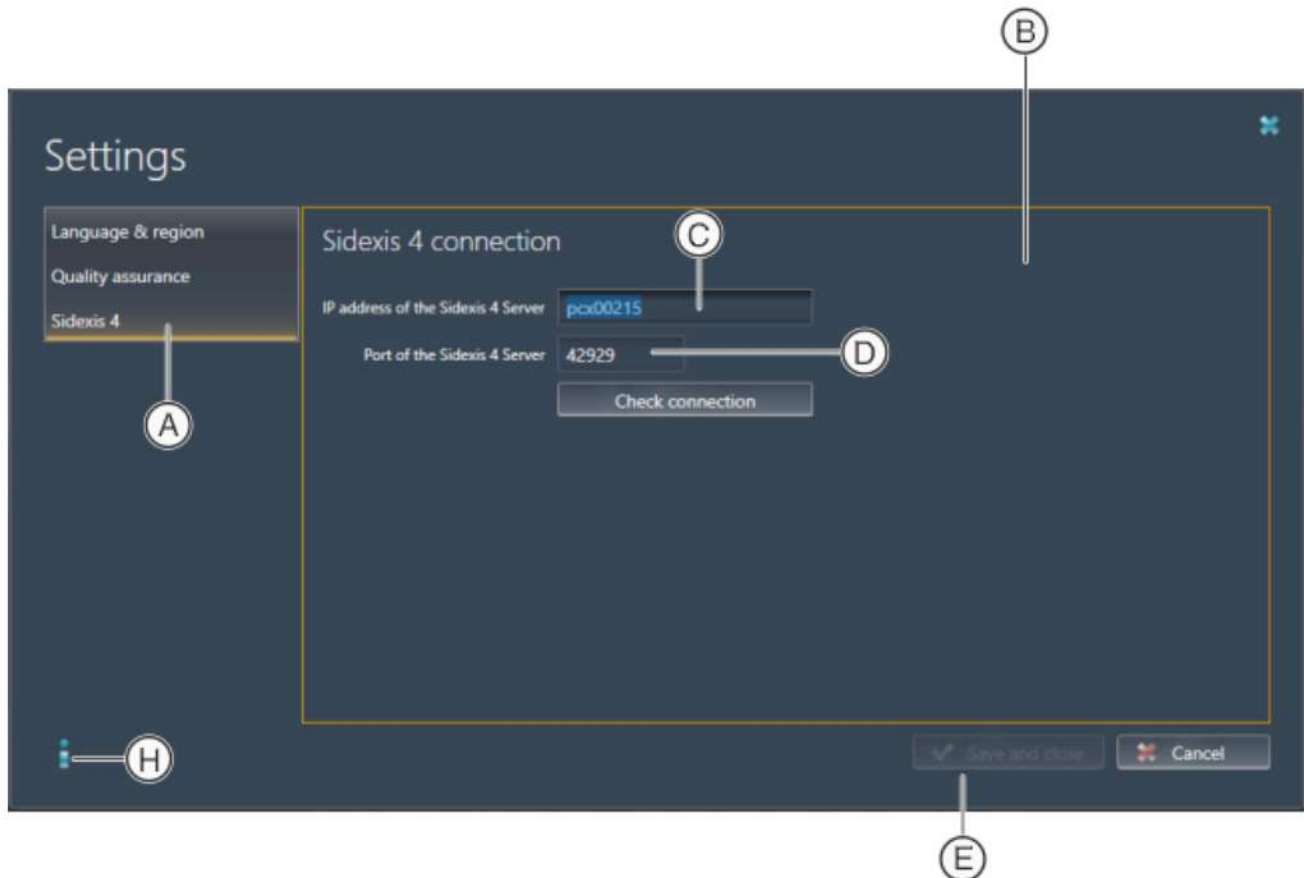 B
Settings
Language & region
Quality assurance
Sidexis 4
Sidexis 4 connection
C
IP address of the Sidexis 4 Server pcx00215
Port of the Sidexis 4 Server 42929
D
Check connection
A
H
Save and close Cancel
E